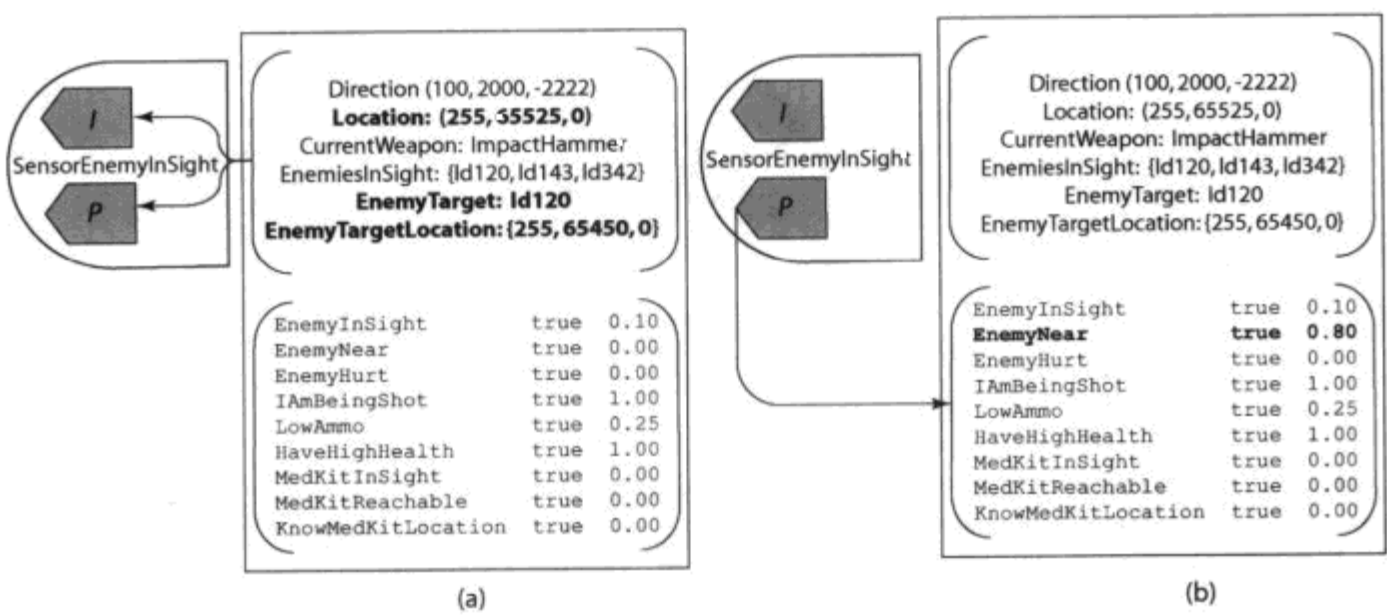 I
SensorEnemyInSight
P
Direction (100, 2000, -2222)
Location: (255, 65525, 0)
CurrentWeapon: ImpactHammer
EnemiesInSight: {Id120, Id143, Id342}
EnemyTarget: Id120
EnemyTargetLocation: {255, 65450, 0}
EnemyInSight true 0.10
EnemyNear true 0.00
EnemyHurt true 0.00
IAmBeingShot true 1.00
LowAmmo true 0.25
HaveHighHealth true 1.00
MedKitInSight true 0.00
MedKitReachable true 0.00
KnowMedKitLocation true 0.00
(a)
I
SensorEnemyInSight
P
Direction (100, 2000, -2222)
Location: (255, 65525, 0)
CurrentWeapon: ImpactHammer
EnemiesInSight: {Id120, Id143, Id342}
EnemyTarget: Id120
EnemyTargetLocation: {255, 65450, 0}
EnemyInSight true 0.10
EnemyNear true 0.80
EnemyHurt true 0.00
IAmBeingShot true 1.00
LowAmmo true 0.25
HaveHighHealth true 1.00
MedKitInSight true 0.00
MedKitReachable true 0.00
KnowMedKitLocation true 0.00
(b)